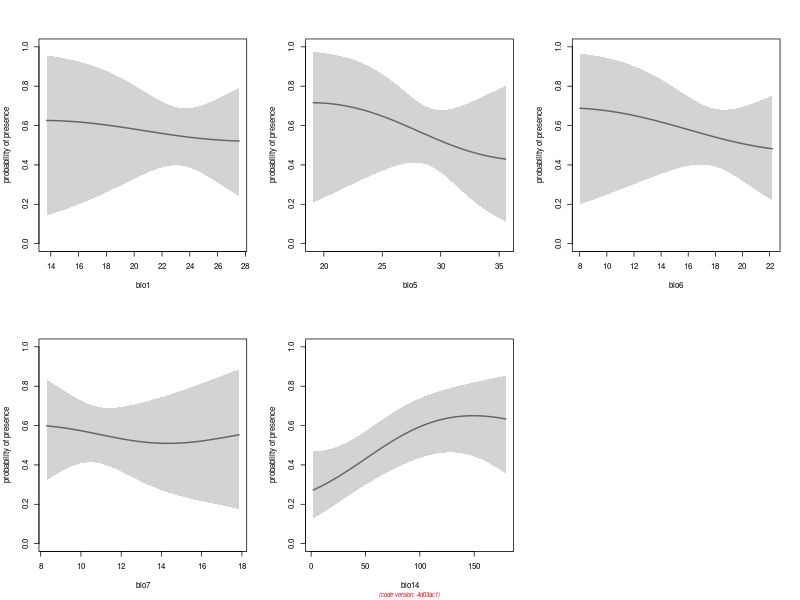 0.0 0.2 0.4 0.6 0.8 1.0
probability of presence
14 16 18 20 22 24 26 28
bio1
0.0 0.2 0.4 0.6 0.8 1.0
probability of presence
20 25 30 35
bio5
0.0 0.2 0.4 0.6 0.8 1.0
probability of presence
8 10 12 14 16 18 20 22
bio6
0.0 0.2 0.4 0.6 0.8 1.0
probability of presence
8 10 12 14 16 18
bio7
0.0 0.2 0.4 0.6 0.8 1.0
probability of presence
0 50 100 150
bio14
(code version: 4d03ac1)